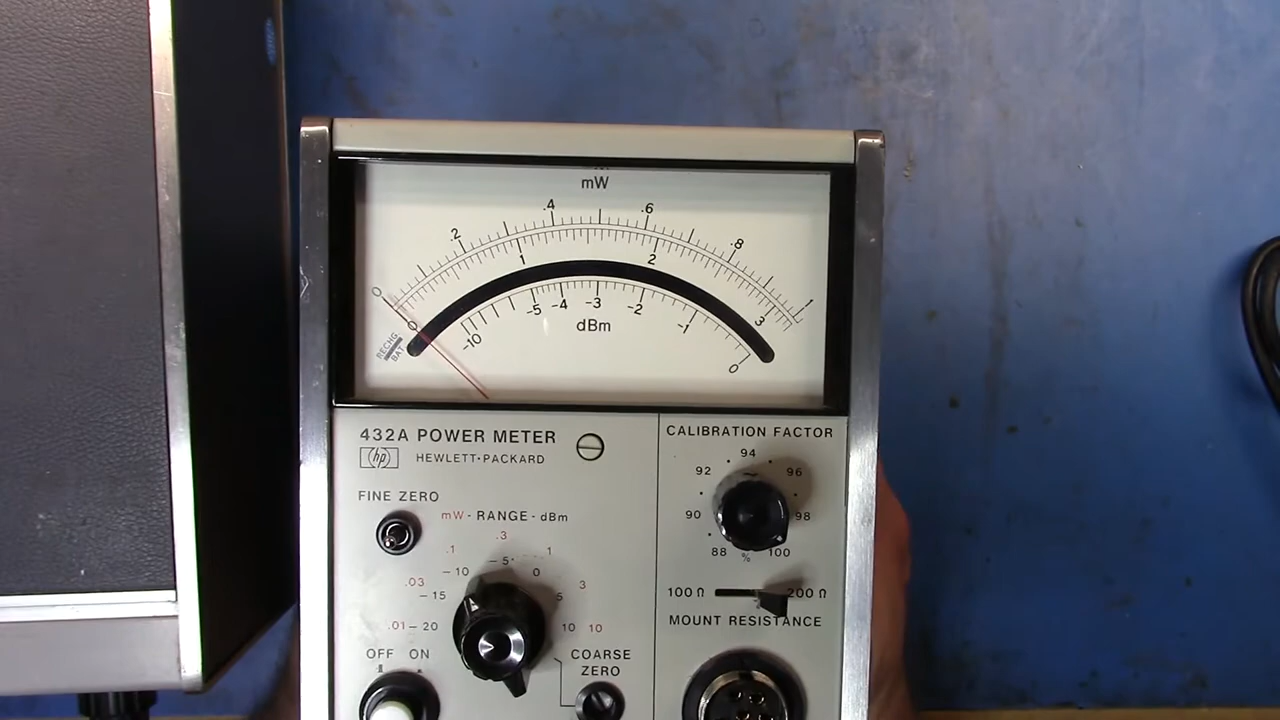 mW
0 .2 .4 .6 .8 1
0 1 2 3
-10 -5 -4 -3 -2 -1 0
dBm
RECHG
BAT
432A POWER METER
hp HEWLETT·PACKARD
CALIBRATION FACTOR
88 90 92 94 96 98 100
%
FINE ZERO
mW - RANGE - dBm
.01 .03 .1 .3 1 3 10
-20 -15 -10 -5 0 5 10
100 Ω 200 Ω
MOUNT RESISTANCE
OFF ON
COARSE
ZERO